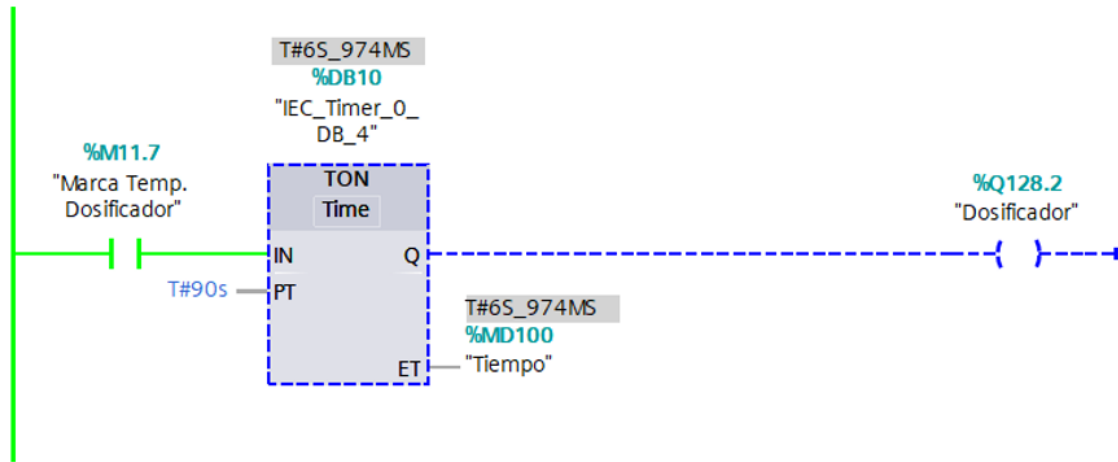 T#6S_974MS
%DB10
"IEC_Timer_0_
DB_4"
%M11.7
"Marca Temp.
Dosificador"
TON
Time
%Q128.2
"Dosificador"
IN
Q
T#90s
PT
T#6S_974MS
%MD100
ET
"Tiempo"